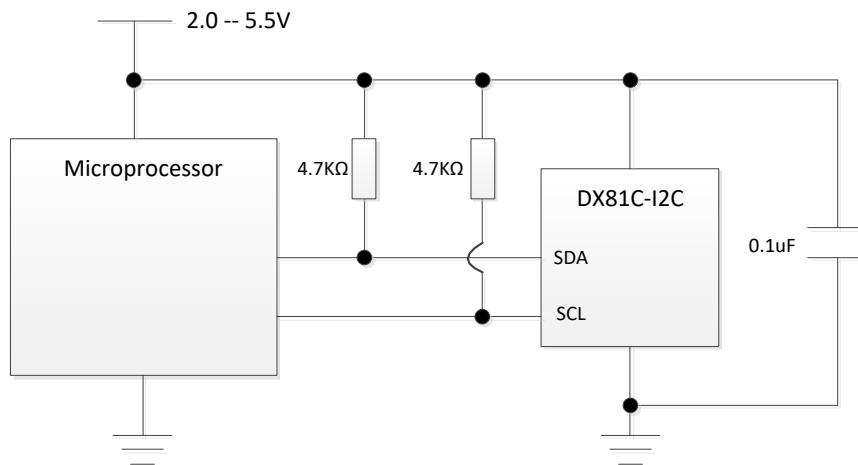 2.0 -- 5.5V
Microprocessor
4.7KΩ
4.7KΩ
DX81C-I2C
SDA
SCL
0.1uF